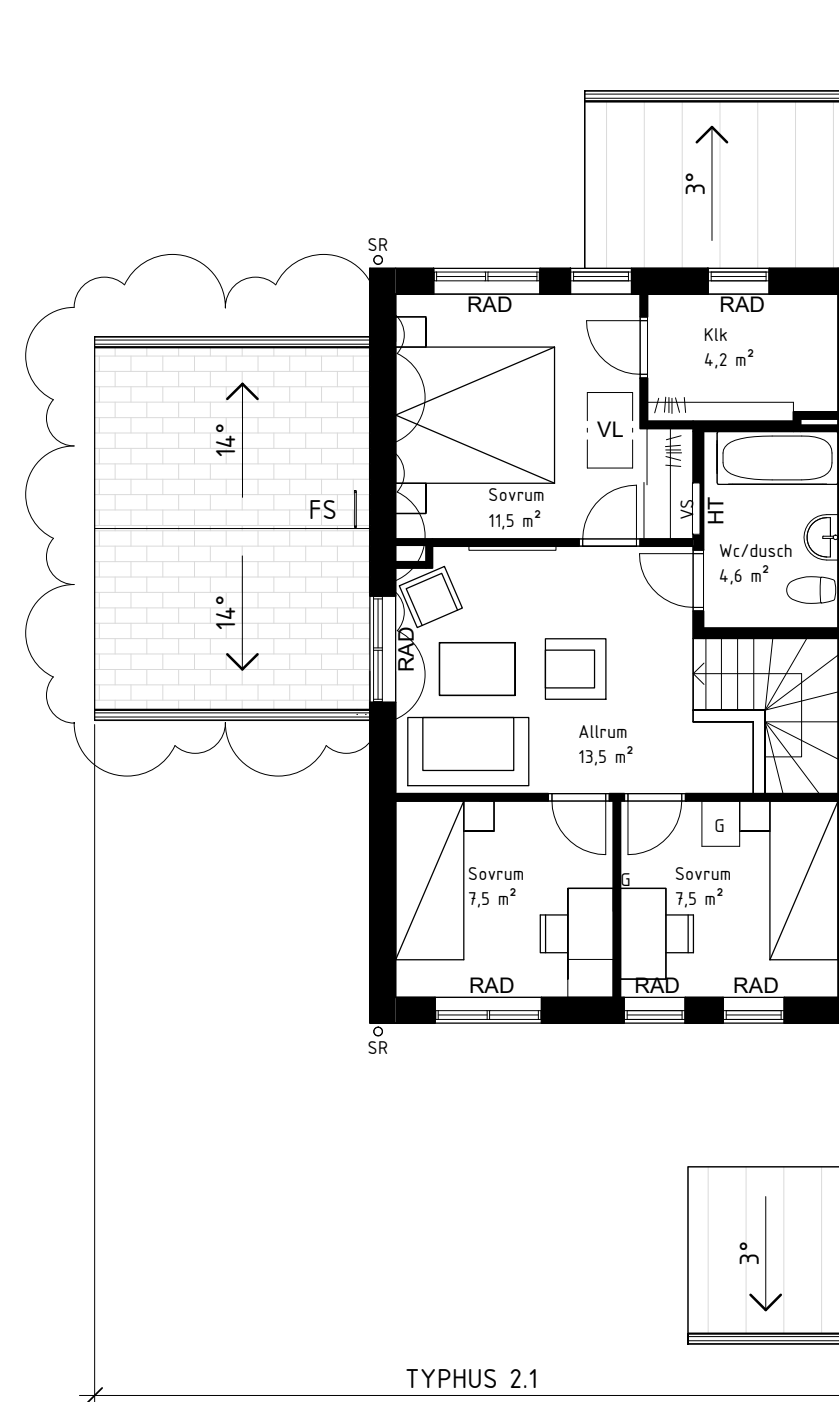 3°
SR
RAD
RAD
Klk
4,2 m²
14°
VL
FS
Sovrum
11,5 m²
VS
HT
Wc/dusch
4,6 m²
14°
RAD
Allrum
13,5 m²
G
Sovrum
7,5 m²
G
Sovrum
7,5 m²
RAD
RAD
RAD
SR
3°
TYPHUS 2.1